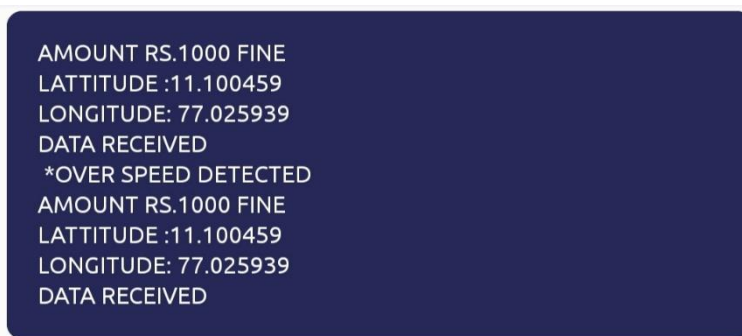 AMOUNT RS.1000 FINE
LATTITUDE :11.100459
LONGITUDE: 77.025939
DATA RECEIVED
*OVER SPEED DETECTED
AMOUNT RS.1000 FINE
LATTITUDE :11.100459
LONGITUDE: 77.025939
DATA RECEIVED